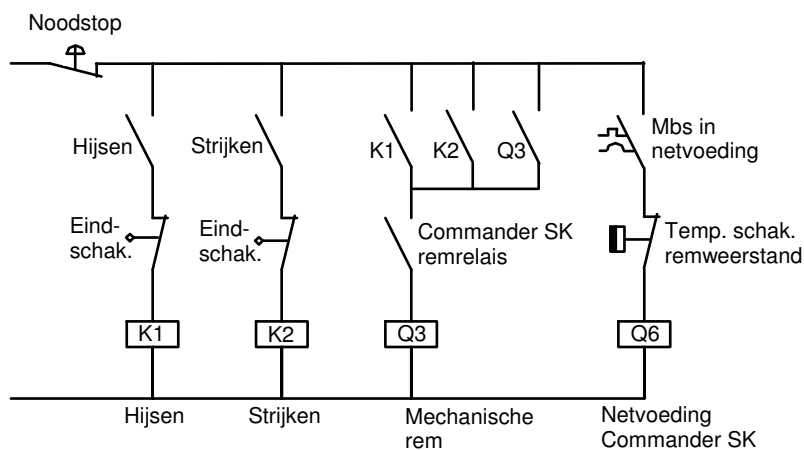 Noodstop
Hijsen
Strijken
K1
K2
Q3
Mbs in
netvoeding
Eind-
schak.
Eind-
schak.
Commander SK
remrelais
Temp. schak.
remweerstand
K1
K2
Q3
Q6
Hijsen
Strijken
Mechanische
rem
Netvoeding
Commander SK